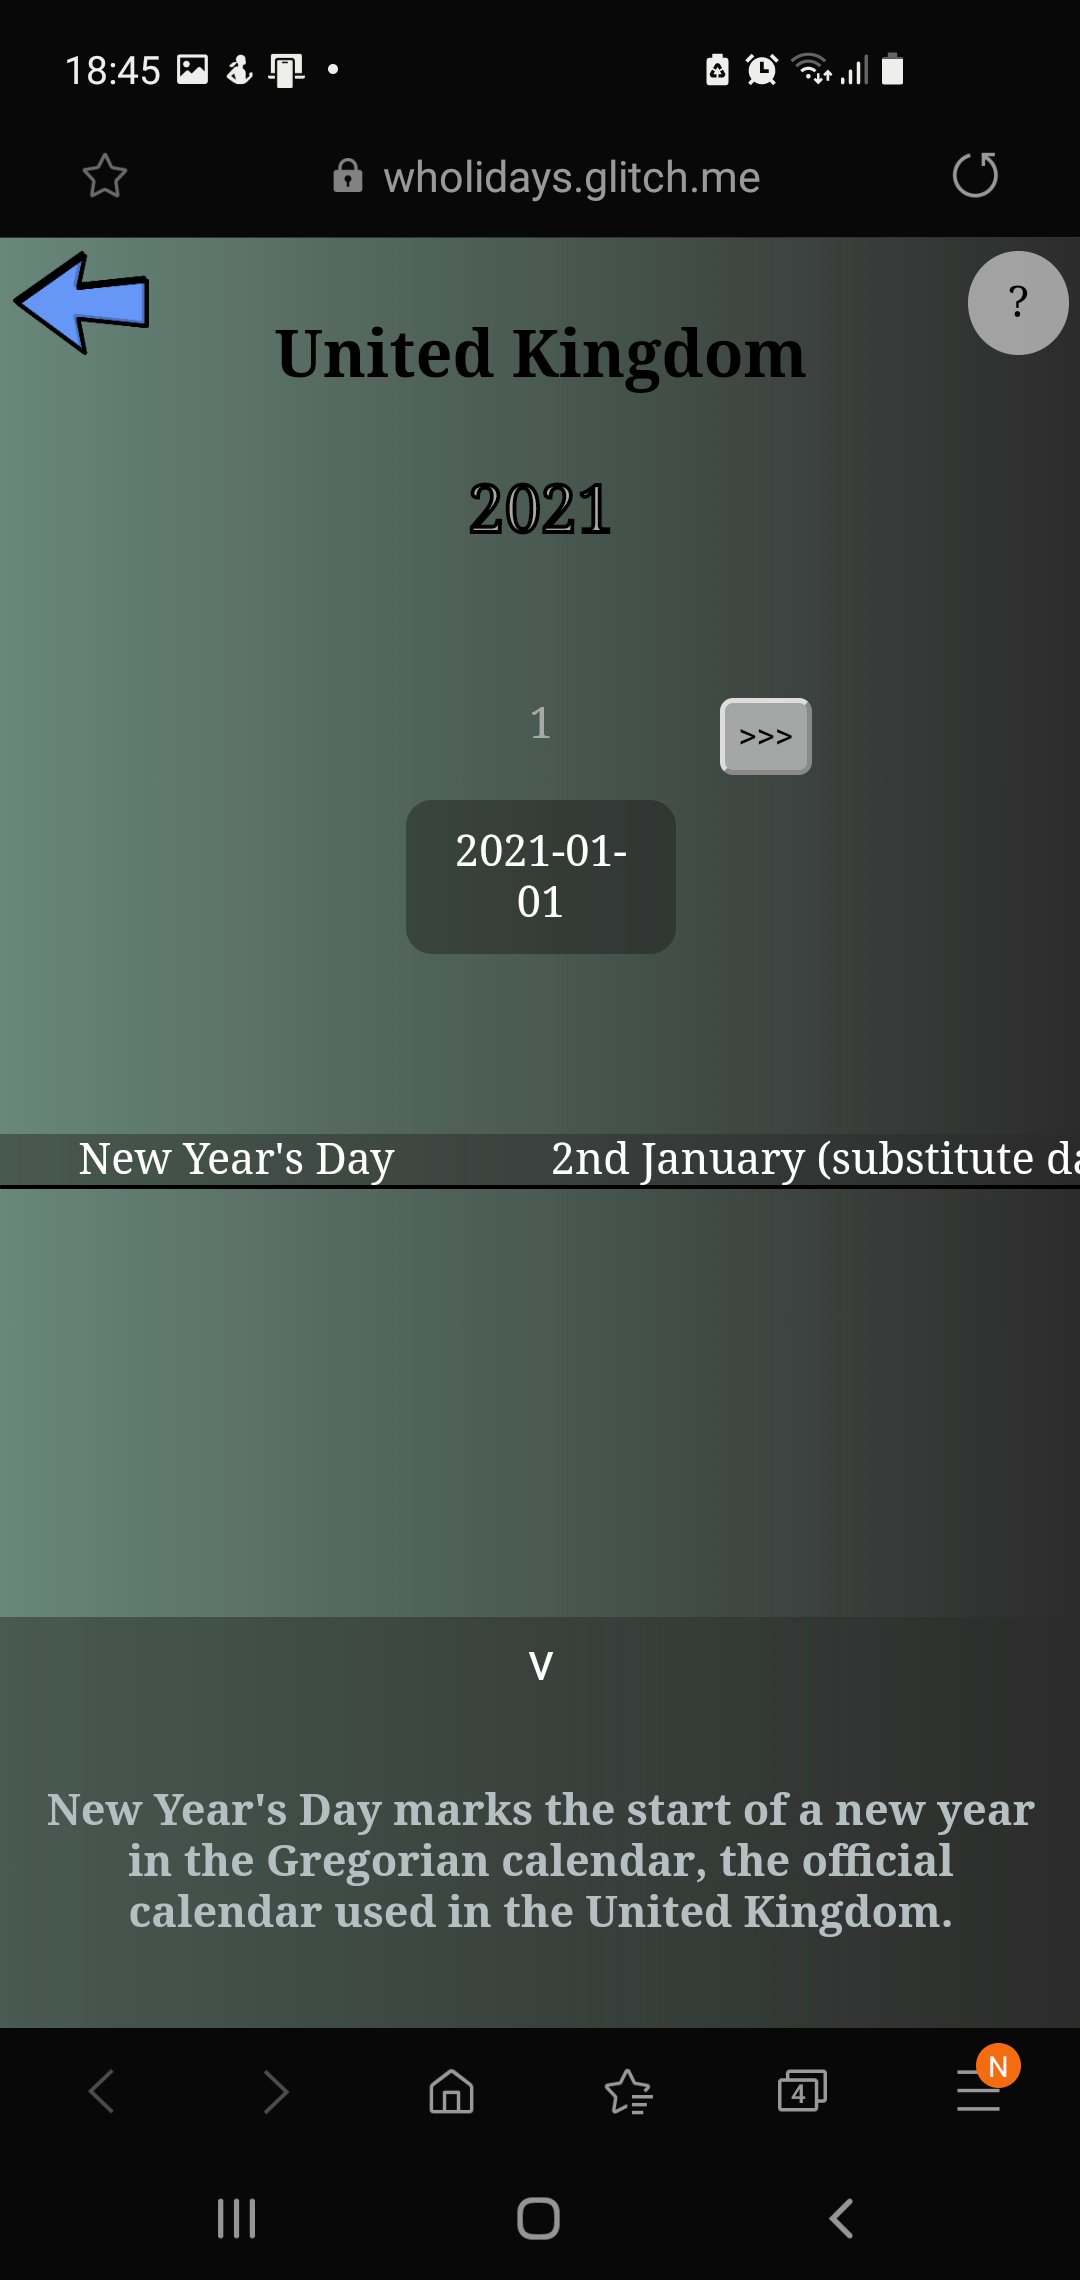 18:45
wholidays.glitch.me
?
United Kingdom
2021
1
>>>
2021-01-
01
New Year's Day
2nd January (substitute da
v
New Year's Day marks the start of a new year
in the Gregorian calendar, the official
calendar used in the United Kingdom.
N
4